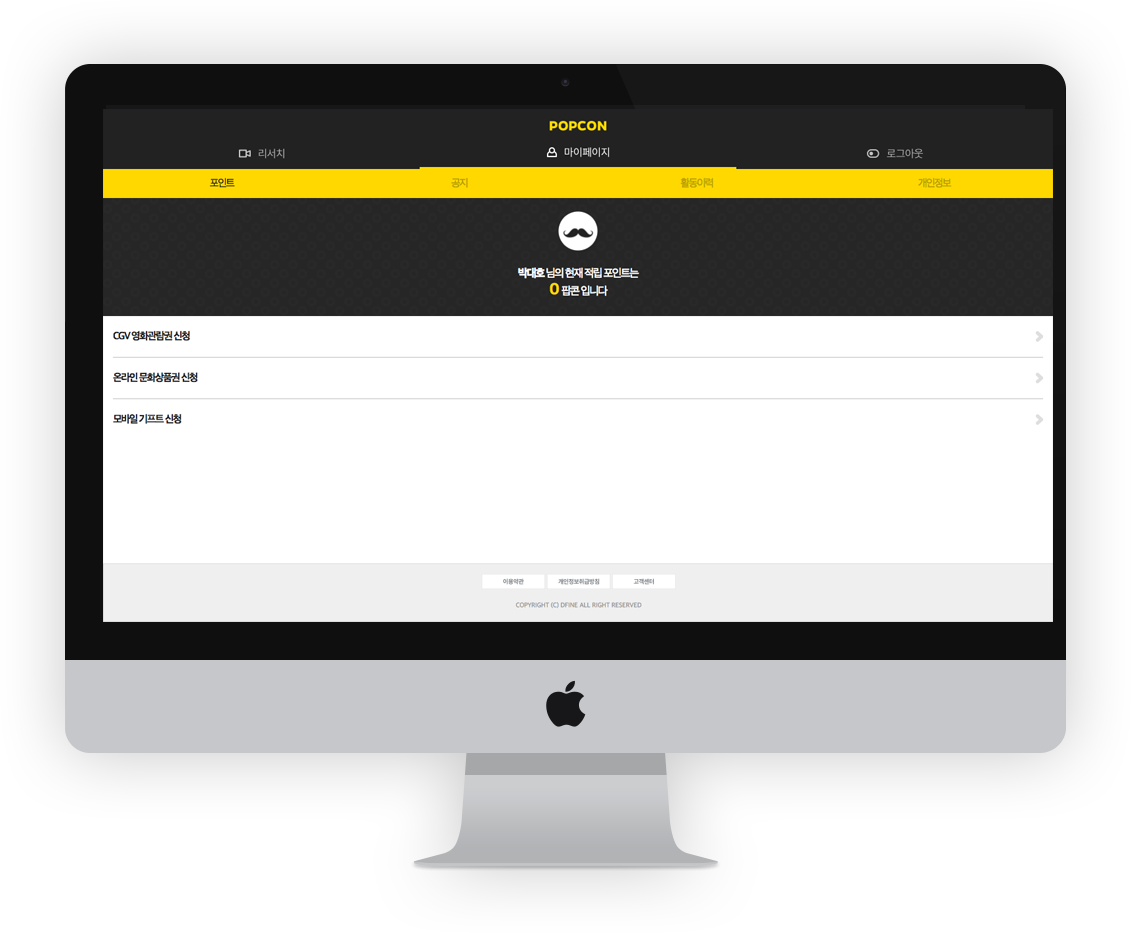 POPCON
리서치 마이페이지 로그아웃
포인트 공지 활동이력 개인정보
박대호 님의 현재 적립 포인트는
0 팝콘 입니다
CGV 영화관람권 신청
온라인 문화상품권 신청
모바일 기프트 신청
이용약관 개인정보취급방침 고객센터
COPYRIGHT (C) DFINE ALL RIGHT RESERVED